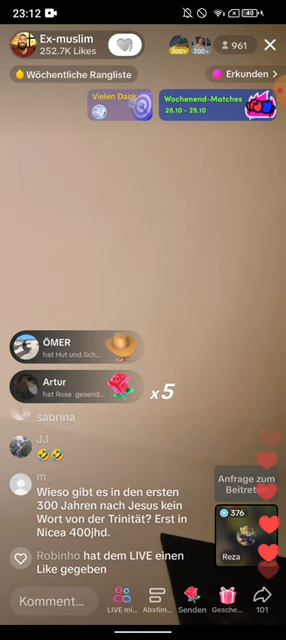 23:12
40
Ex-muslim
252.7K Likes
961
Wöchentliche Rangliste
Erkunden >
Vielen Dank
Wochenend-Matches
28.10 - 29.10
ÖMER
hat Hut und Sch...
Artur
hat Rose gesend...
x5
sabrina
JJ
🤣🤣
m
Wieso gibt es in den ersten
300 Jahren nach Jesus kein
Wort von der Trinität? Erst in
Nicea 400jhd.
Anfrage zum
Beitreten
376
Reza
Robinho hat dem LIVE einen
Like gegeben
Komment...
LIVE mi...
Abstim...
Senden
Gesche...
101